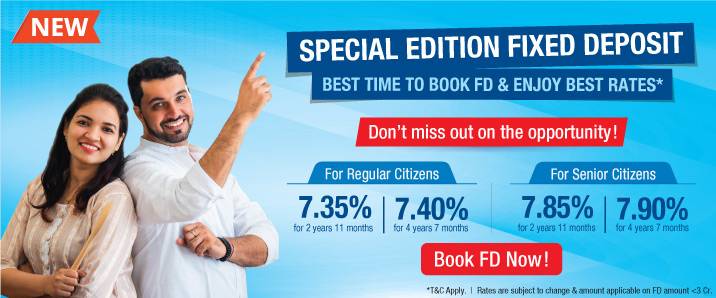 NEW
SPECIAL EDITION FIXED DEPOSIT
BEST TIME TO BOOK FD & ENJOY BEST RATES*
Don't miss out on the opportunity!
For Regular Citizens
7.35% 7.40%
for 2 years 11 months for 4 years 7 months
For Senior Citizens
7.85% 7.90%
for 2 years 11 months for 4 years 7 months
Book FD Now!
*T&C Apply. | Rates are subject to change & amount applicable on FD amount <3 Cr.